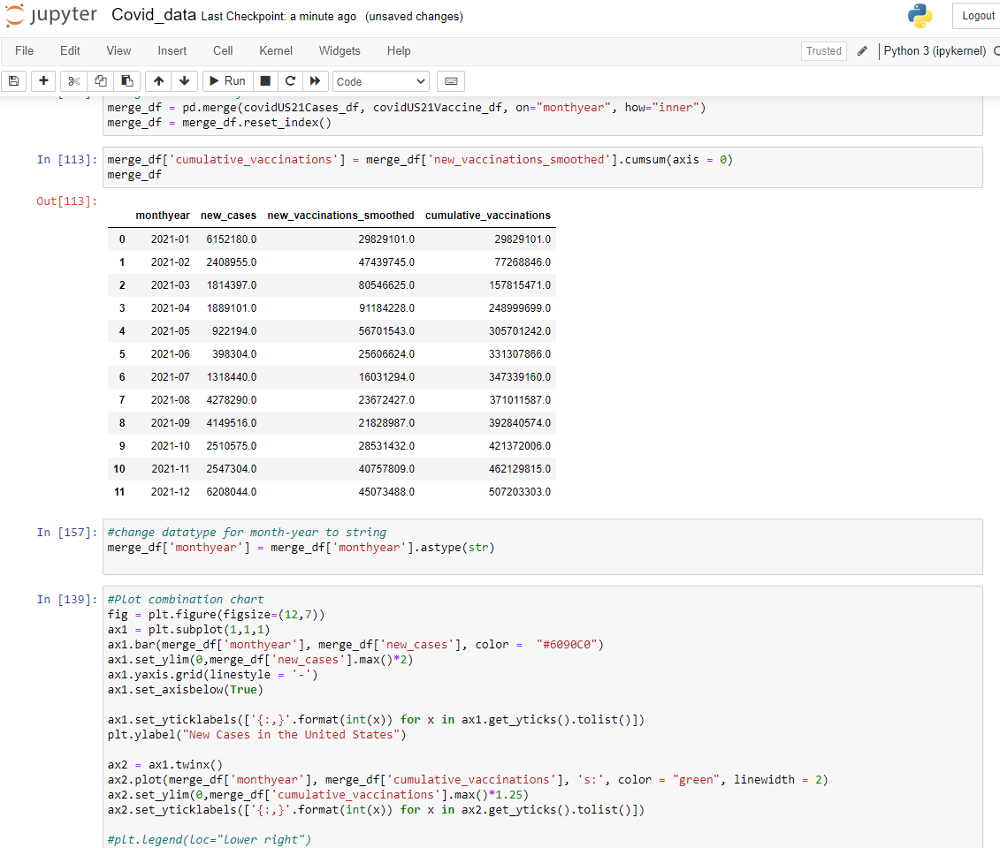 jupyter Covid_data Last Checkpoint: a minute ago (unsaved changes) Logout
File Edit View Insert Cell Kernel Widgets Help Trusted Python 3 (ipykernel)
Run Code
merge_df = pd.merge(covidUS21Cases_df, covidUS21Vaccine_df, on="monthyear", how="inner")
merge_df = merge_df.reset_index()
In [113]: merge_df['cumulative_vaccinations'] = merge_df['new_vaccinations_smoothed'].cumsum(axis = 0)
merge_df
Out[113]:
monthyear new_cases new_vaccinations_smoothed cumulative_vaccinations
0 2021-01 6152180.0 29829101.0 29829101.0
1 2021-02 2408955.0 47439745.0 77268846.0
2 2021-03 1814397.0 80546625.0 157815471.0
3 2021-04 1889101.0 91184228.0 248999699.0
4 2021-05 922194.0 56701543.0 305701242.0
5 2021-06 398304.0 25606624.0 331307866.0
6 2021-07 1318440.0 16031294.0 347339160.0
7 2021-08 4278290.0 23672427.0 371011587.0
8 2021-09 4149516.0 21828987.0 392840574.0
9 2021-10 2510575.0 28531432.0 421372006.0
10 2021-11 2547304.0 40757809.0 462129815.0
11 2021-12 6208044.0 45073488.0 507203303.0
In [157]: #change datatype for month-year to string
merge_df['monthyear'] = merge_df['monthyear'].astype(str)
In [139]: #Plot combination chart
fig = plt.figure(figsize=(12,7))
ax1 = plt.subplot(1,1,1)
ax1.bar(merge_df['monthyear'], merge_df['new_cases'], color =  "#6090C0")
ax1.set_ylim(0,merge_df['new_cases'].max()*2)
ax1.yaxis.grid(linestyle = '-')
ax1.set_axisbelow(True)
ax1.set_yticklabels(['{:,}'.format(int(x)) for x in ax1.get_yticks().tolist()])
plt.ylabel("New Cases in the United States")
ax2 = ax1.twinx()
ax2.plot(merge_df['monthyear'], merge_df['cumulative_vaccinations'], 's:', color = "green", linewidth = 2)
ax2.set_ylim(0,merge_df['cumulative_vaccinations'].max()*1.25)
ax2.set_yticklabels(['{:,}'.format(int(x)) for x in ax2.get_yticks().tolist()])
#plt.legend(loc="lower right")